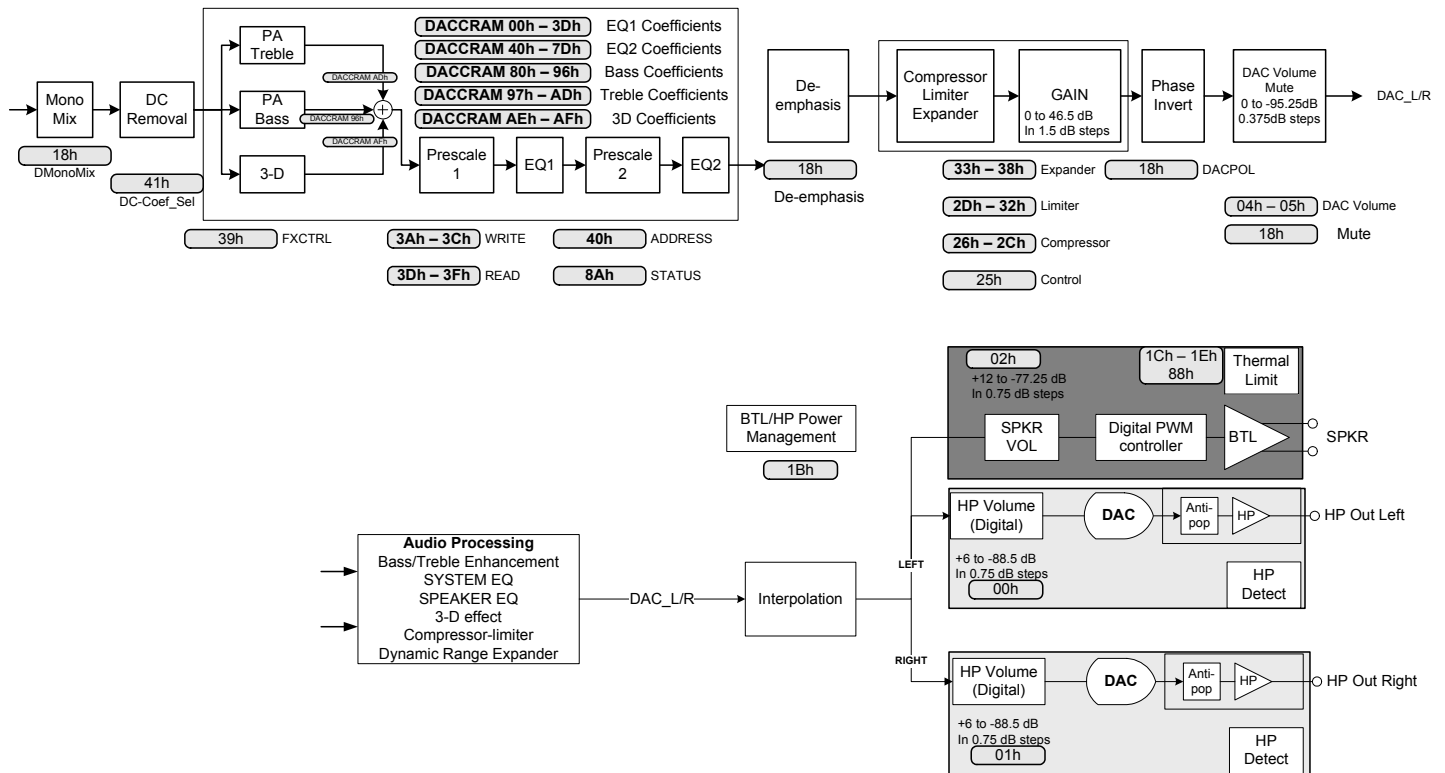 PA
Treble
DACCRAM 00h – 3Dh EQ1 Coefficients
DACCRAM 40h – 7Dh EQ2 Coefficients
DACCRAM 80h – 96h Bass Coefficients
DACCRAM 97h – ADh Treble Coefficients
DACCRAM AEh – AFh 3D Coefficients
DACCRAM ADh
Mono
Mix
DC
Removal
PA
Bass
DACCRAM 96h
DACCRAM AFh
3-D
Prescale
1
EQ1
Prescale
2
EQ2
18h
DMonoMix
41h
DC-Coef_Sel
39h FXCTRL
3Ah – 3Ch WRITE
40h ADDRESS
3Dh – 3Fh READ
8Ah STATUS
De-
emphasis
18h
De-emphasis
Compressor
Limiter
Expander
GAIN
0 to 46.5 dB
In 1.5 dB steps
Phase
Invert
DAC Volume
Mute
0 to -95.25dB
0.375dB steps
DAC_L/R
33h – 38h Expander
18h DACPOL
2Dh – 32h Limiter
04h – 05h DAC Volume
26h – 2Ch Compressor
18h Mute
25h Control
02h
+12 to -77.25 dB
In 0.75 dB steps
1Ch – 1Eh
88h
Thermal
Limit
BTL/HP Power
Management
1Bh
SPKR
VOL
Digital PWM
controller
BTL
SPKR
HP Volume
(Digital)
DAC
Anti-
pop
HP
HP Out Left
+6 to -88.5 dB
In 0.75 dB steps
00h
HP
Detect
Audio Processing
Bass/Treble Enhancement
SYSTEM EQ
SPEAKER EQ
3-D effect
Compressor-limiter
Dynamic Range Expander
DAC_L/R
Interpolation
LEFT
RIGHT
HP Volume
(Digital)
DAC
Anti-
pop
HP
HP Out Right
+6 to -88.5 dB
In 0.75 dB steps
01h
HP
Detect